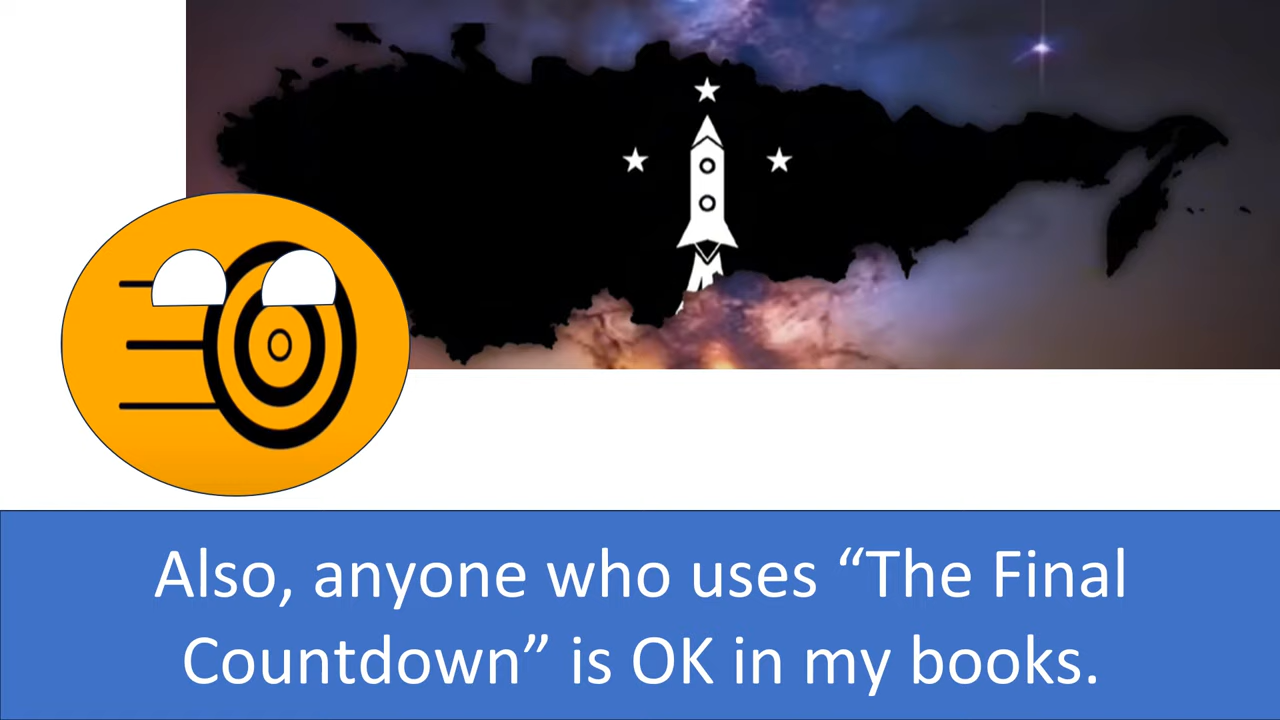 Also, anyone who uses “The Final
Countdown” is OK in my books.